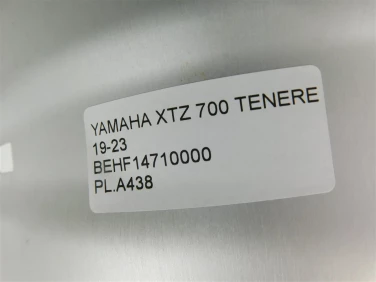 YAMAHA XTZ 700 TENERE
19-23
BEHF14710000
PL.A438